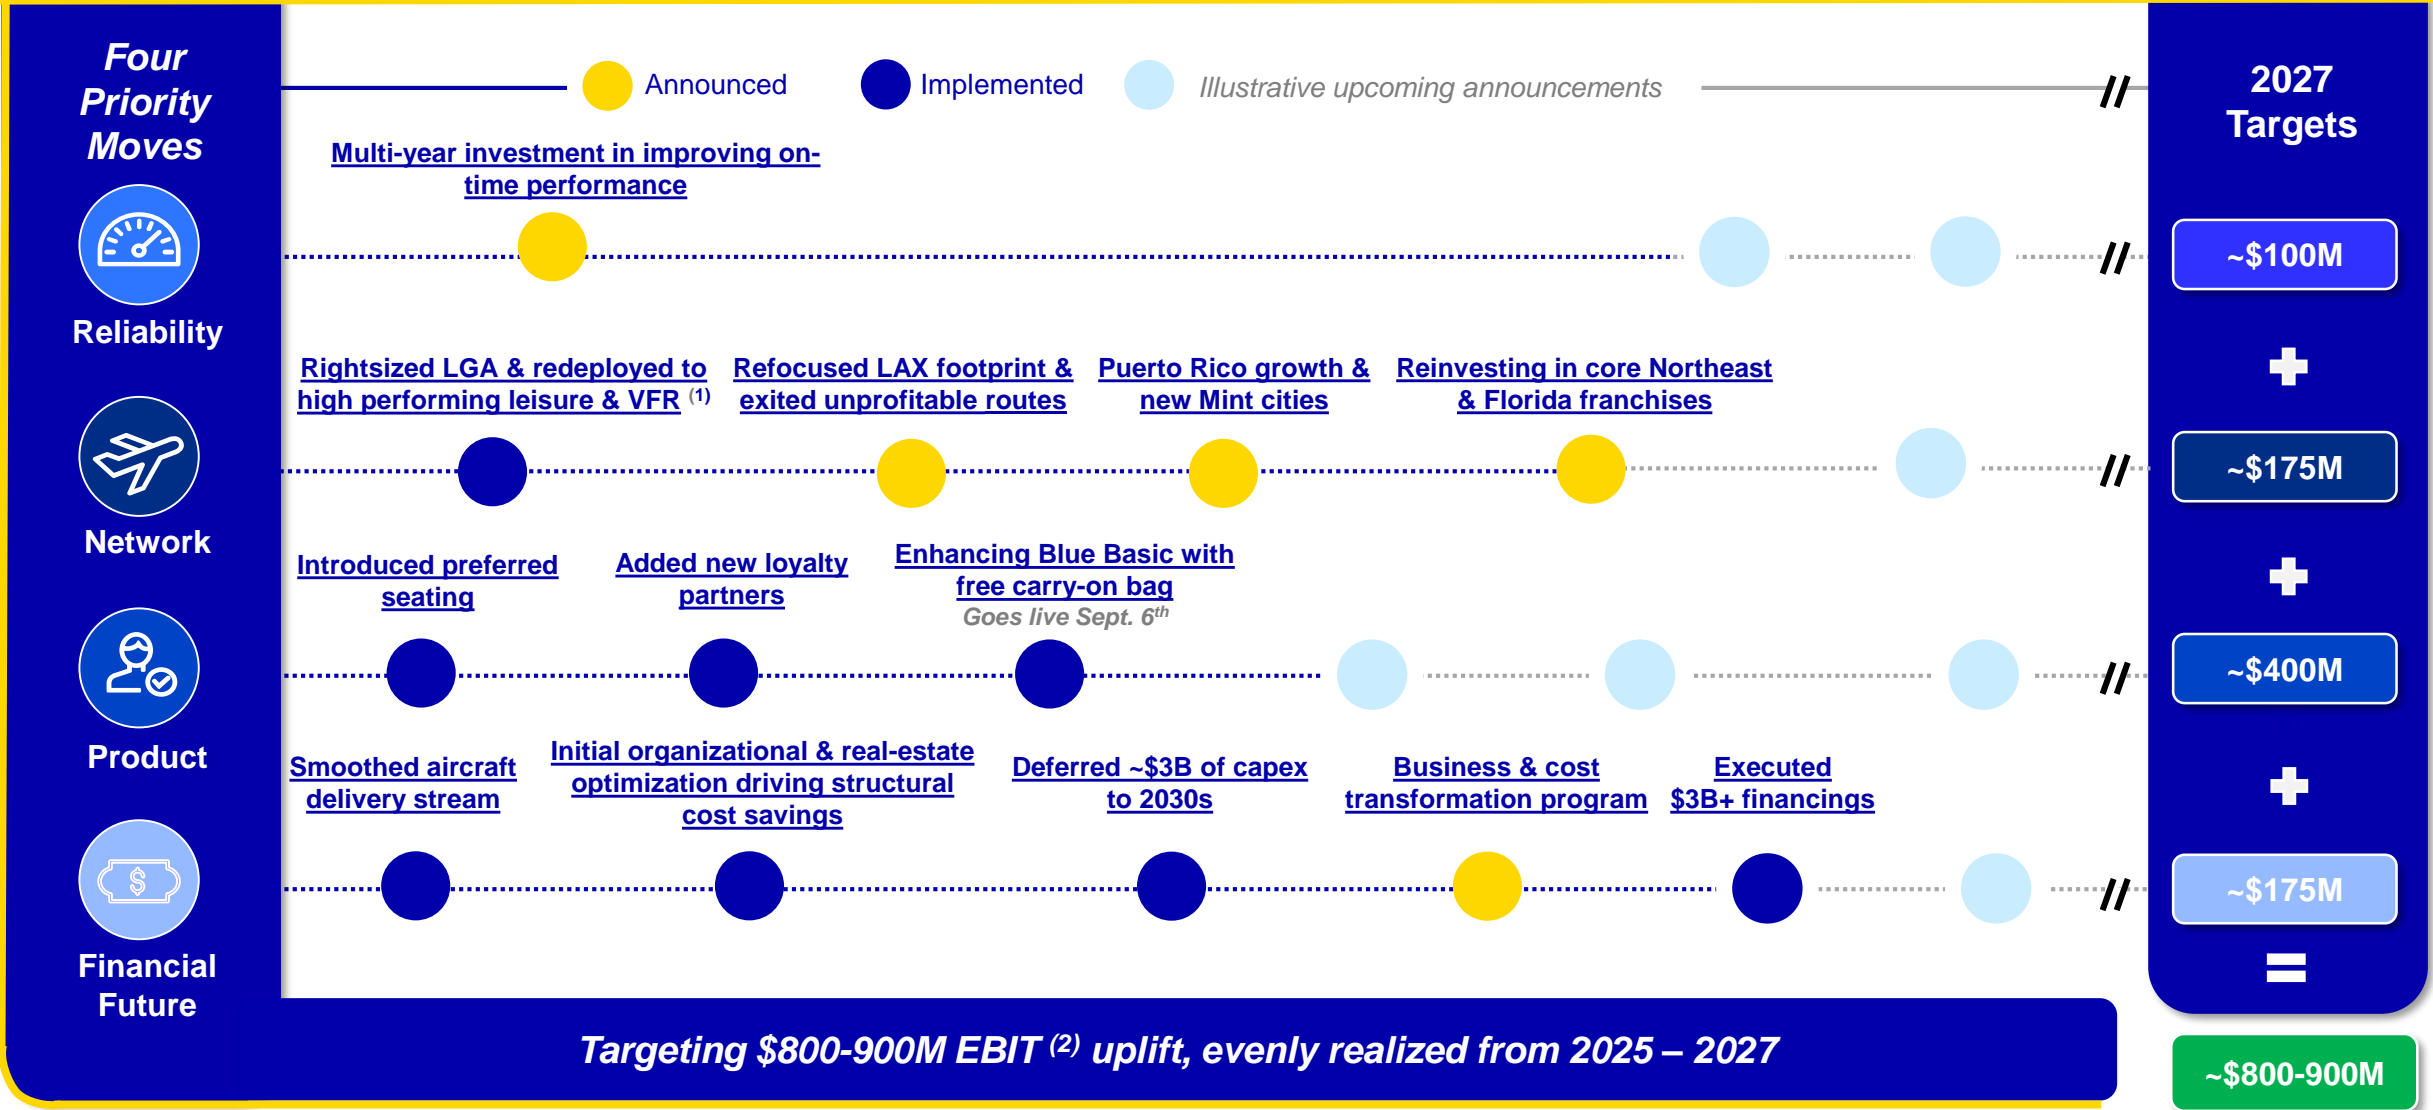 Four
Priority
Moves
Announced
Implemented
Illustrative upcoming announcements
2027
Targets
Multi-year investment in improving on-
time performance
Reliability
~$100M
Rightsized LGA & redeployed to
high performing leisure & VFR (1)
Refocused LAX footprint &
exited unprofitable routes
Puerto Rico growth &
new Mint cities
Reinvesting in core Northeast
& Florida franchises
Network
~$175M
Introduced preferred
seating
Added new loyalty
partners
Enhancing Blue Basic with
free carry-on bag
Goes live Sept. 6th
Product
~$400M
Smoothed aircraft
delivery stream
Initial organizational & real-estate
optimization driving structural
cost savings
Deferred ~$3B of capex
to 2030s
Business & cost
transformation program
Executed
$3B+ financings
$
Financial
Future
~$175M
Targeting $800-900M EBIT (2) uplift, evenly realized from 2025 – 2027
~$800-900M